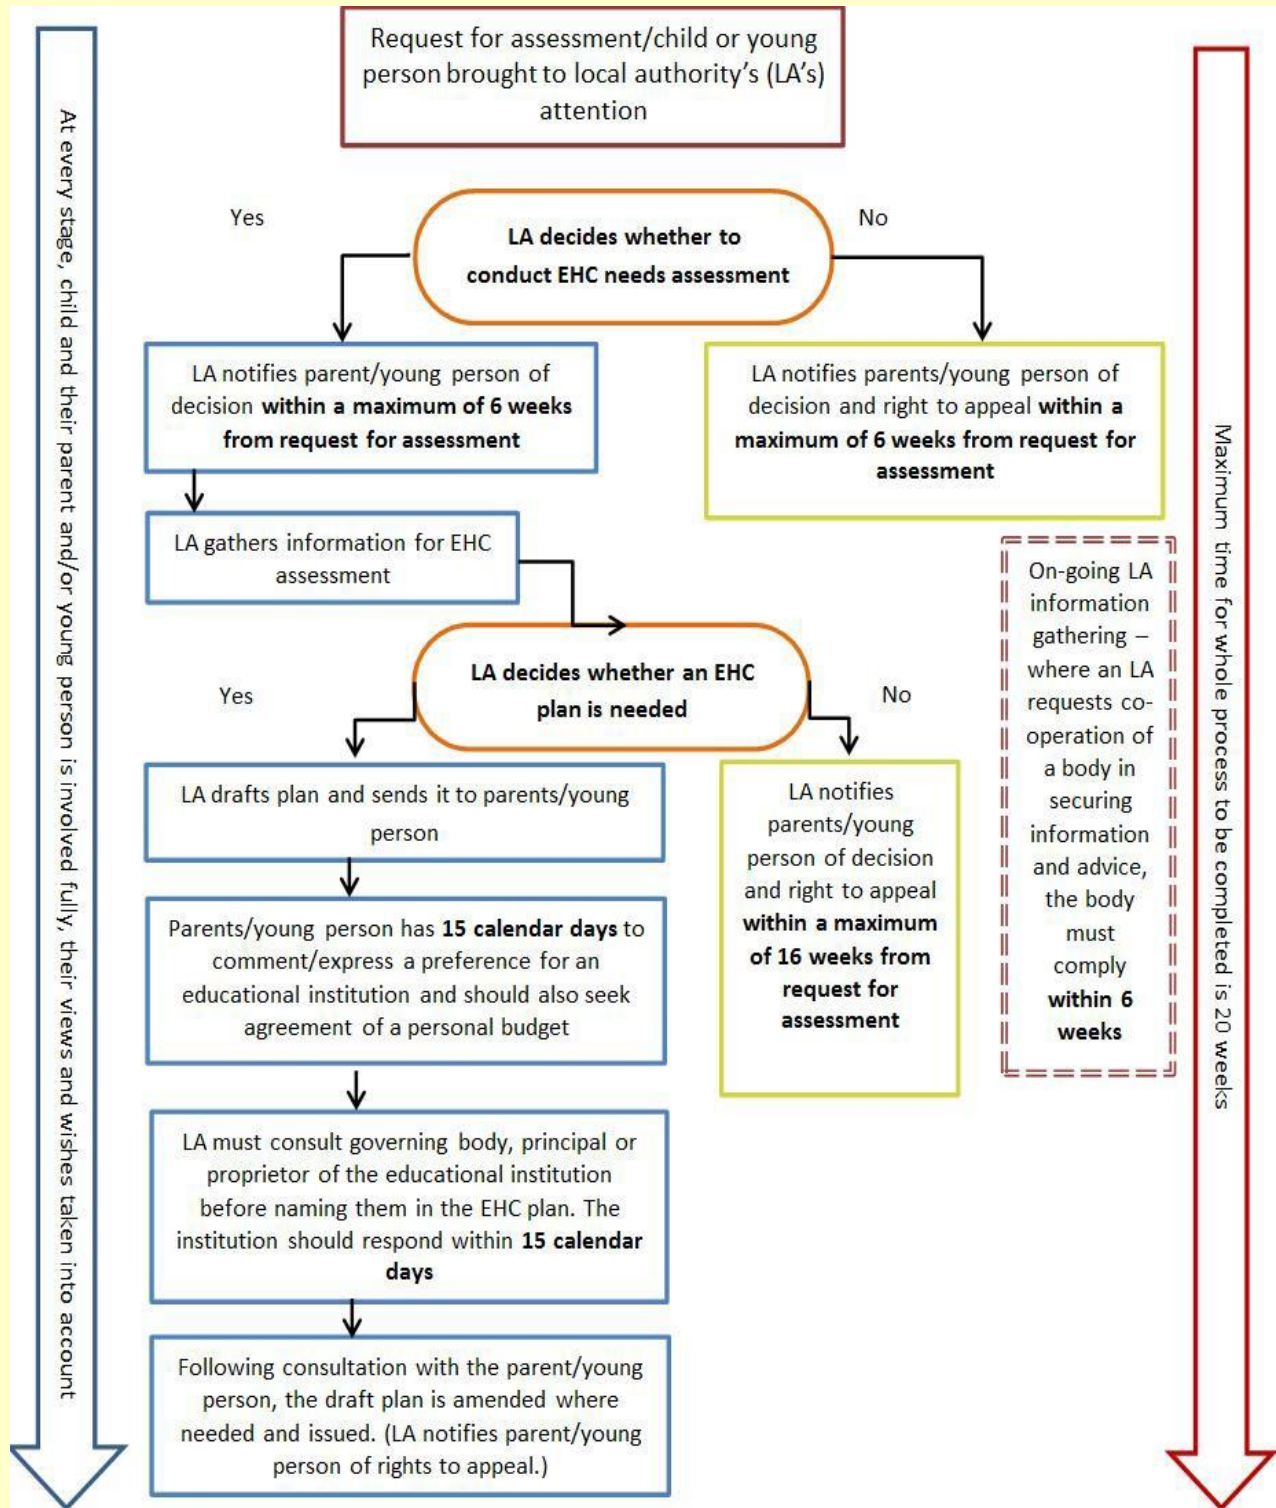 Request for assessment/child or young
person brought to local authority’s (LA’s)
attention
At every stage, child and their parent and/or young person is involved fully, their views and wishes taken into account
Maximum time for whole process to be completed is 20 weeks
Yes
LA decides whether to
conduct EHC needs assessment
No
LA notifies parent/young person of
decision within a maximum of 6 weeks
from request for assessment
LA notifies parents/young person of
decision and right to appeal within a
maximum of 6 weeks from request for
assessment
LA gathers information for EHC
assessment
On-going LA
information
gathering –
where an LA
requests co-
operation of
a body in
securing
information
and advice,
the body
must
comply
within 6
weeks
Yes
LA decides whether an EHC
plan is needed
No
LA drafts plan and sends it to parents/young
person
LA notifies
parents/young
person of decision
and right to appeal
within a maximum
of 16 weeks from
request for
assessment
Parents/young person has 15 calendar days to
comment/express a preference for an
educational institution and should also seek
agreement of a personal budget
LA must consult governing body, principal or
proprietor of the educational institution
before naming them in the EHC plan. The
institution should respond within 15 calendar
days
Following consultation with the parent/young
person, the draft plan is amended where
needed and issued. (LA notifies parent/young
person of rights to appeal.)